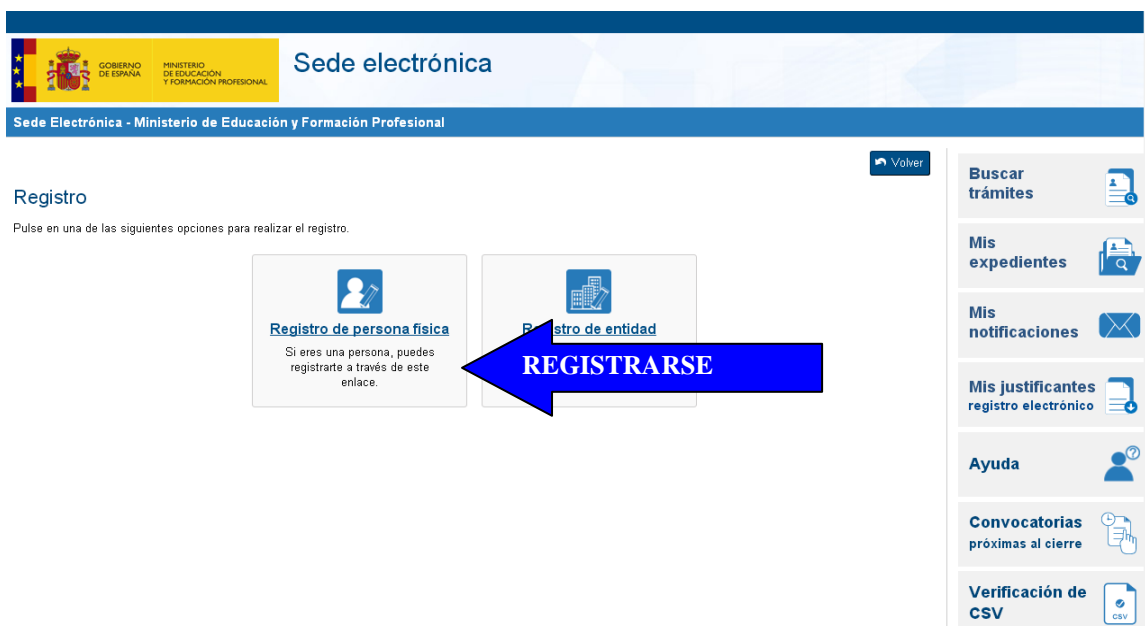 GOBIERNO
DE ESPAÑA
MINISTERIO
DE EDUCACIÓN
Y FORMACIÓN PROFESIONAL
Sede electrónica
Sede Electrónica - Ministerio de Educación y Formación Profesional
Volver
Registro
Pulse en una de las siguientes opciones para realizar el registro.
Registro de persona física
Si eres una persona, puedes
registrarte a través de este
enlace.
Registro de entidad
REGISTRARSE
Buscar
trámites
Mis
expedientes
Mis
notificaciones
Mis justificantes
registro electrónico
Ayuda
Convocatorias
próximas al cierre
Verificación de
CSV
CSV